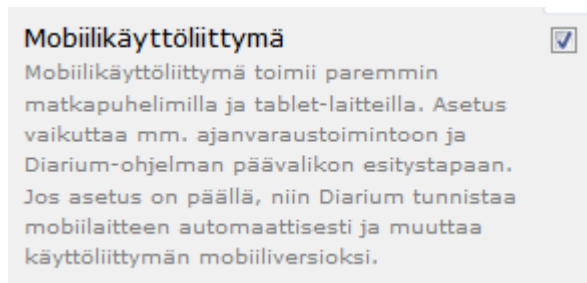 Mobiilikäyttöliittymä
Mobiilikäyttöliittymä toimii paremmin
matkapuhelimilla ja tablet-laitteilla. Asetus
vaikuttaa mm. ajanvaraustoimintoon ja
Diarium-ohjelman päävalikon esitystapaan.
Jos asetus on päällä, niin Diarium tunnistaa
mobiilaitteen automaattisesti ja muuttaa
käyttöliittymän mobiiliversioksi.